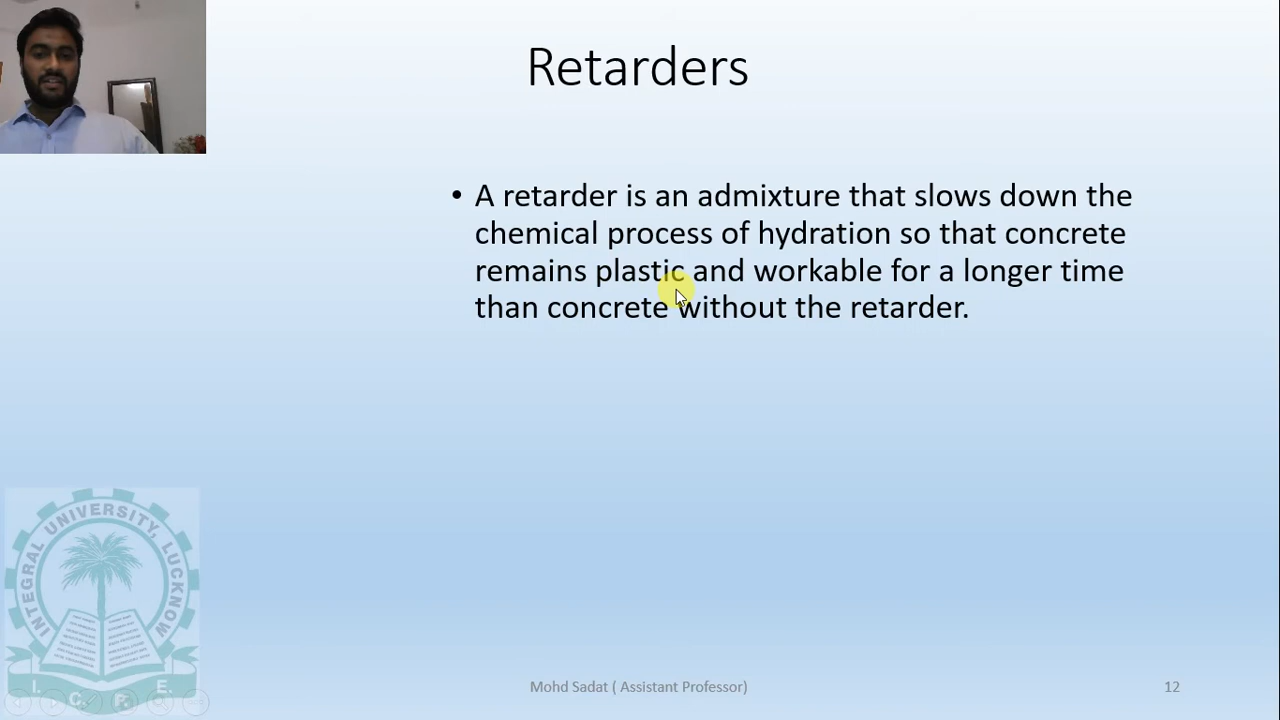 Retarders
• A retarder is an admixture that slows down the
chemical process of hydration so that concrete
remains plastic and workable for a longer time
than concrete without the retarder.
INTEGRAL UNIVERSITY, LUCKNOW
Mohd Sadat ( Assistant Professor)
12